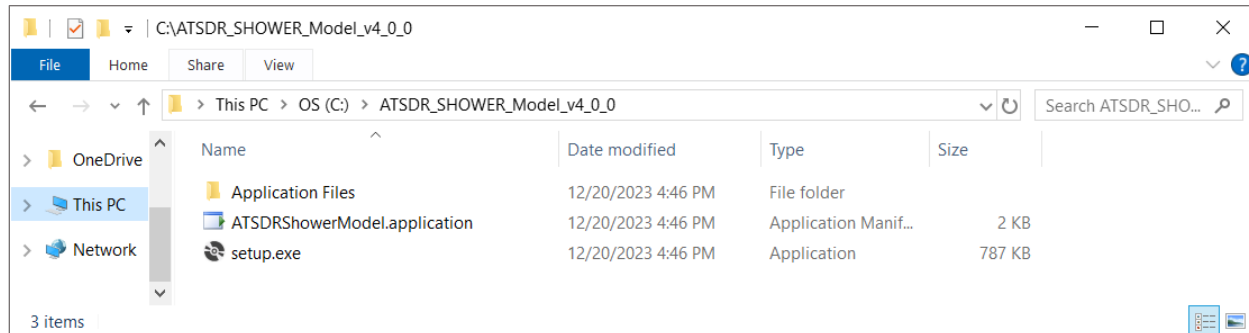 C:\ATSDR_SHOWER_Model_v4_0_0
File Home Share View
?
> This PC > OS (C:) > ATSDR_SHOWER_Model_v4_0_0
Search ATSDR_SHO...
Name Date modified Type Size
OneDrive
This PC
Network
Application Files 12/20/2023 4:46 PM File folder
ATSDRShowerModel.application 12/20/2023 4:46 PM Application Manif... 2 KB
setup.exe 12/20/2023 4:46 PM Application 787 KB
3 items